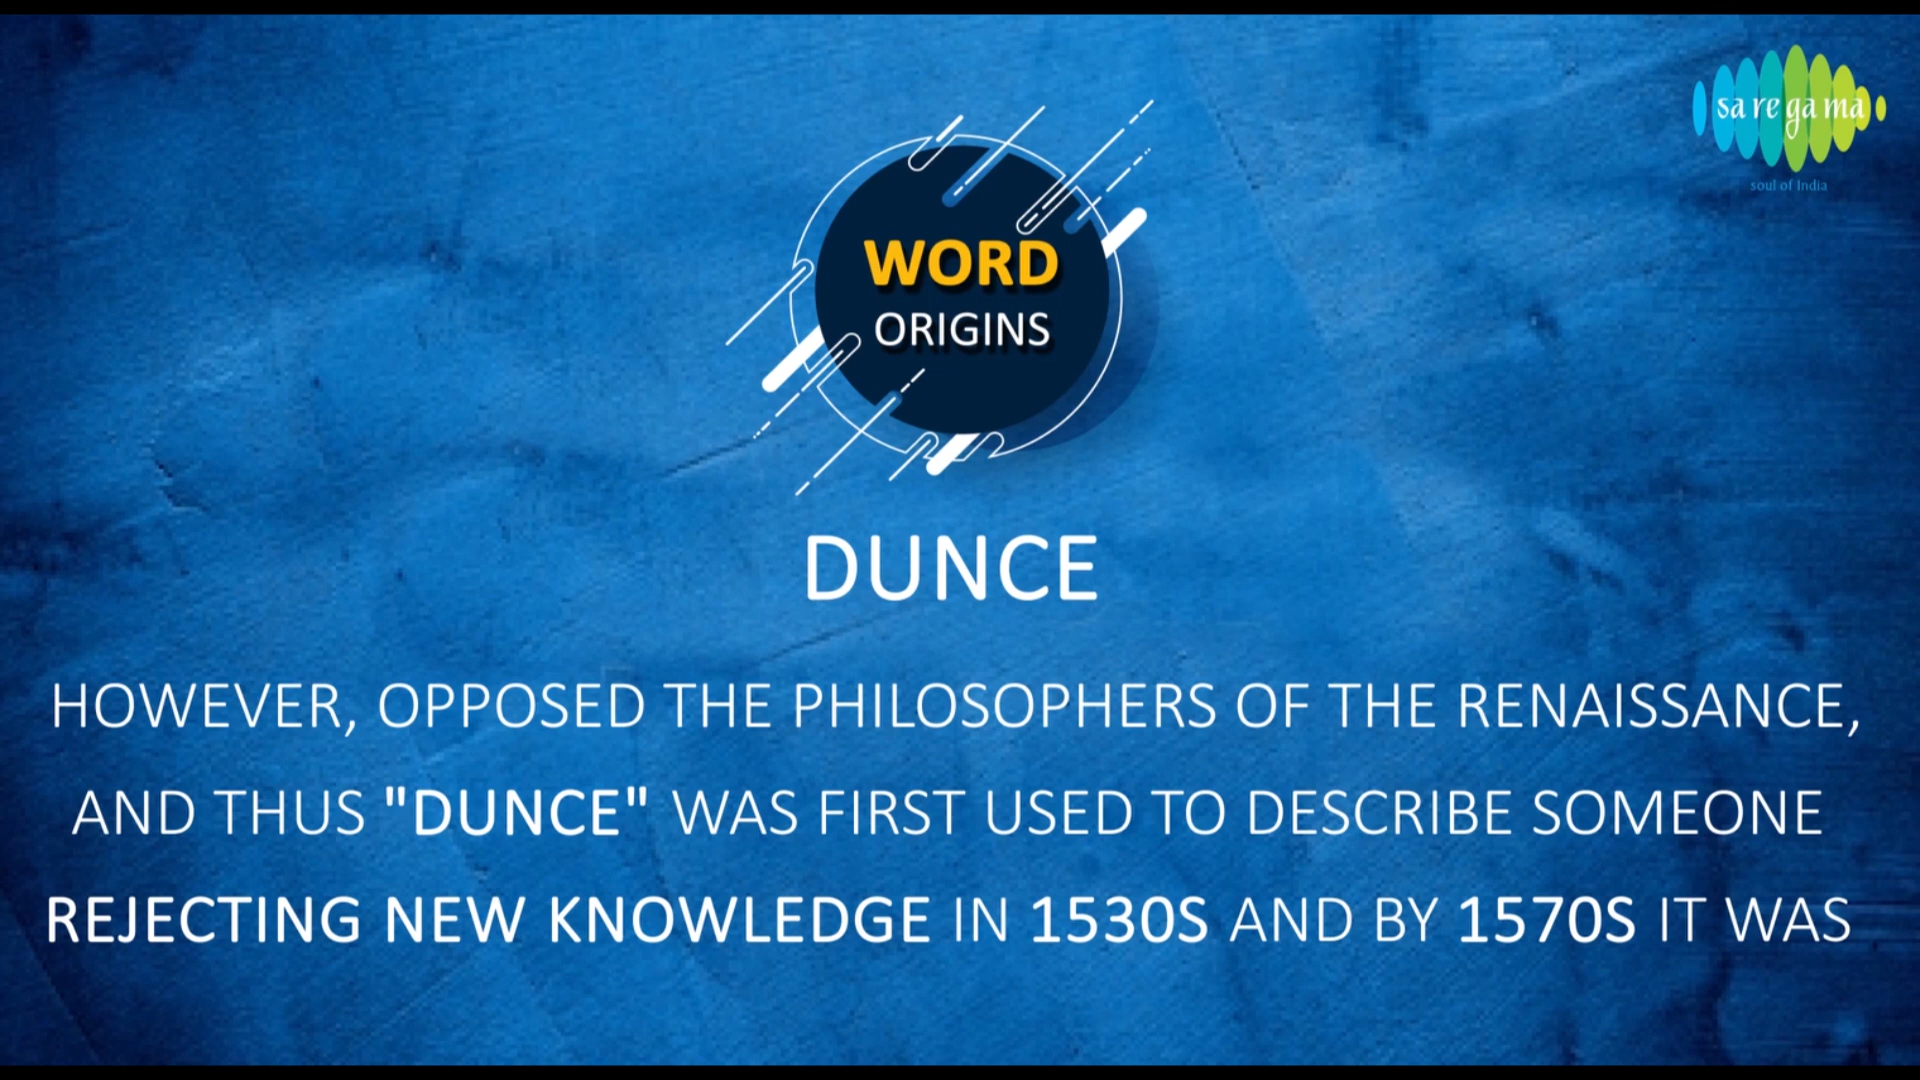 sa re ga ma
soul of India
WORD
ORIGINS
DUNCE
HOWEVER, OPPOSED THE PHILOSOPHERS OF THE RENAISSANCE,
AND THUS "DUNCE" WAS FIRST USED TO DESCRIBE SOMEONE
REJECTING NEW KNOWLEDGE IN 1530S AND BY 1570S IT WAS